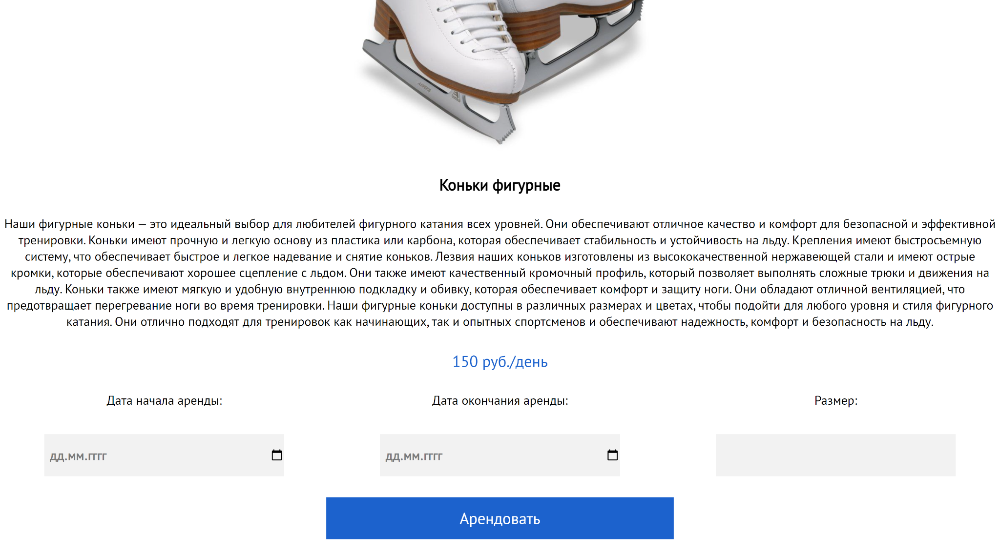 ASPIRE
Коньки фигурные
Наши фигурные коньки — это идеальный выбор для любителей фигурного катания всех уровней. Они обеспечивают отличное качество и комфорт для безопасной и эффективной
тренировки. Коньки имеют прочную и легкую основу из пластика или карбона, которая обеспечивает стабильность и устойчивость на льду. Крепления имеют быстросъемную
систему, что обеспечивает быстрое и легкое надевание и снятие коньков. Лезвия наших коньков изготовлены из высококачественной нержавеющей стали и имеют острые
кромки, которые обеспечивают хорошее сцепление с льдом. Они также имеют качественный кромочный профиль, который позволяет выполнять сложные трюки и движения на
льду. Коньки также имеют мягкую и удобную внутреннюю подкладку и обивку, которая обеспечивает комфорт и защиту ноги. Они обладают отличной вентиляцией, что
предотвращает перегревание ноги во время тренировки. Наши фигурные коньки доступны в различных размерах и цветах, чтобы подойти для любого уровня и стиля фигурного
катания. Они отлично подходят для тренировок как начинающих, так и опытных спортсменов и обеспечивают надежность, комфорт и безопасность на льду.
150 руб./день
Дата начала аренды:
Дата окончания аренды:
Размер:
дд.мм.гггг
дд.мм.гггг
Арендовать